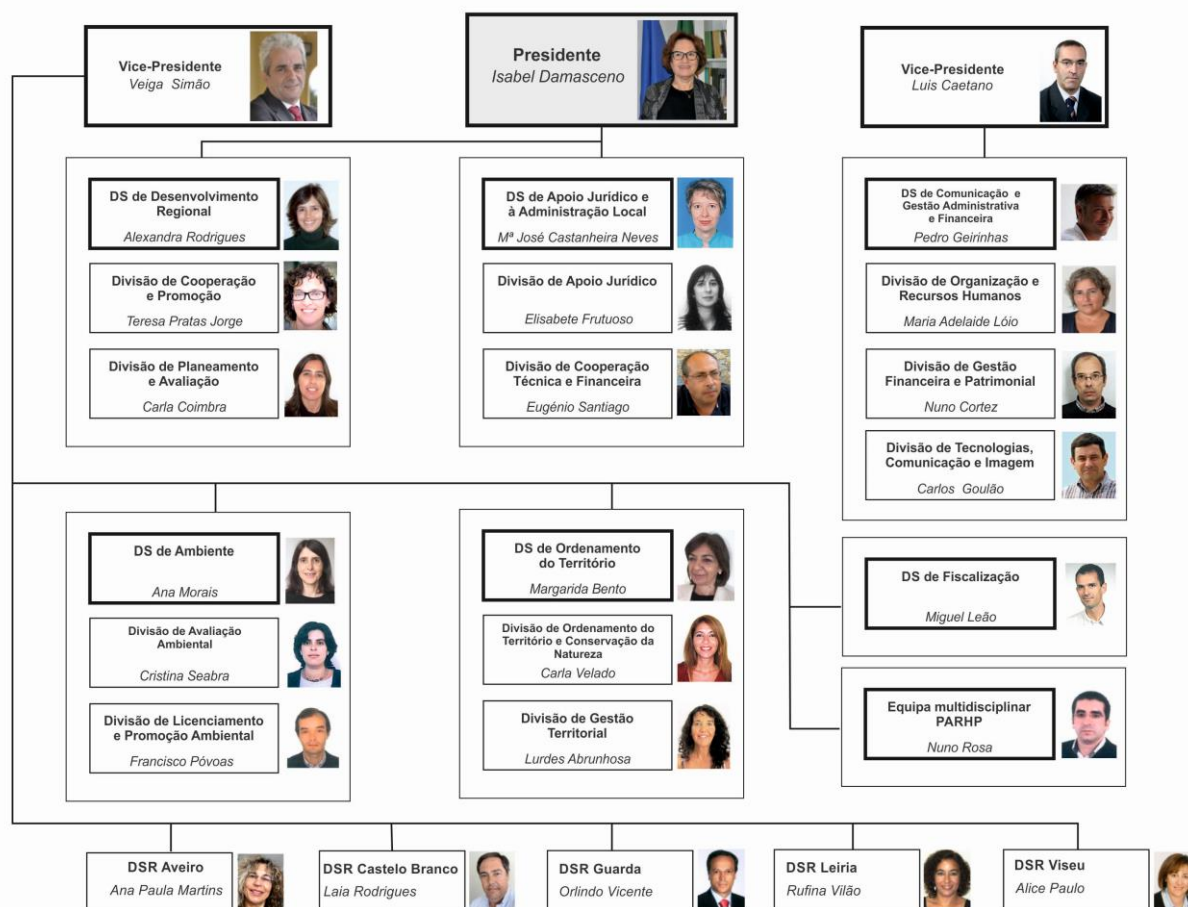 Vice-Presidente
Veiga Simão
Presidente
Isabel Damasceno
Vice-Presidente
Luis Caetano
DS de Desenvolvimento
Regional
Alexandra Rodrigues
Divisão de Cooperação
e Promoção
Teresa Pratas Jorge
Divisão de Planeamento
e Avaliação
Carla Coimbra
DS de Apoio Jurídico e
à Administração Local
Mª José Castanheira Neves
Divisão de Apoio Jurídico
Elisabete Frutuoso
Divisão de Cooperação
Técnica e Financeira
Eugénio Santiago
DS de Comunicação e
Gestão Administrativa
e Financeira
Pedro Geirinhas
Divisão de Organização e
Recursos Humanos
Maria Adelaide Lóio
Divisão de Gestão
Financeira e Patrimonial
Nuno Cortez
Divisão de Tecnologias,
Comunicação e Imagem
Carlos Goulão
DS de Ambiente
Ana Morais
Divisão de Avaliação
Ambiental
Cristina Seabra
Divisão de Licenciamento
e Promoção Ambiental
Francisco Póvoas
DS de Ordenamento
do Território
Margarida Bento
Divisão de Ordenamento do
Território e Conservação da
Natureza
Carla Velado
Divisão de Gestão
Territorial
Lurdes Abrunhosa
DS de Fiscalização
Miguel Leão
Equipa multidisciplinar
PARHP
Nuno Rosa
DSR Aveiro
Ana Paula Martins
DSR Castelo Branco
Laia Rodrigues
DSR Guarda
Orlindo Vicente
DSR Leiria
Rufina Vilão
DSR Viseu
Alice Paulo